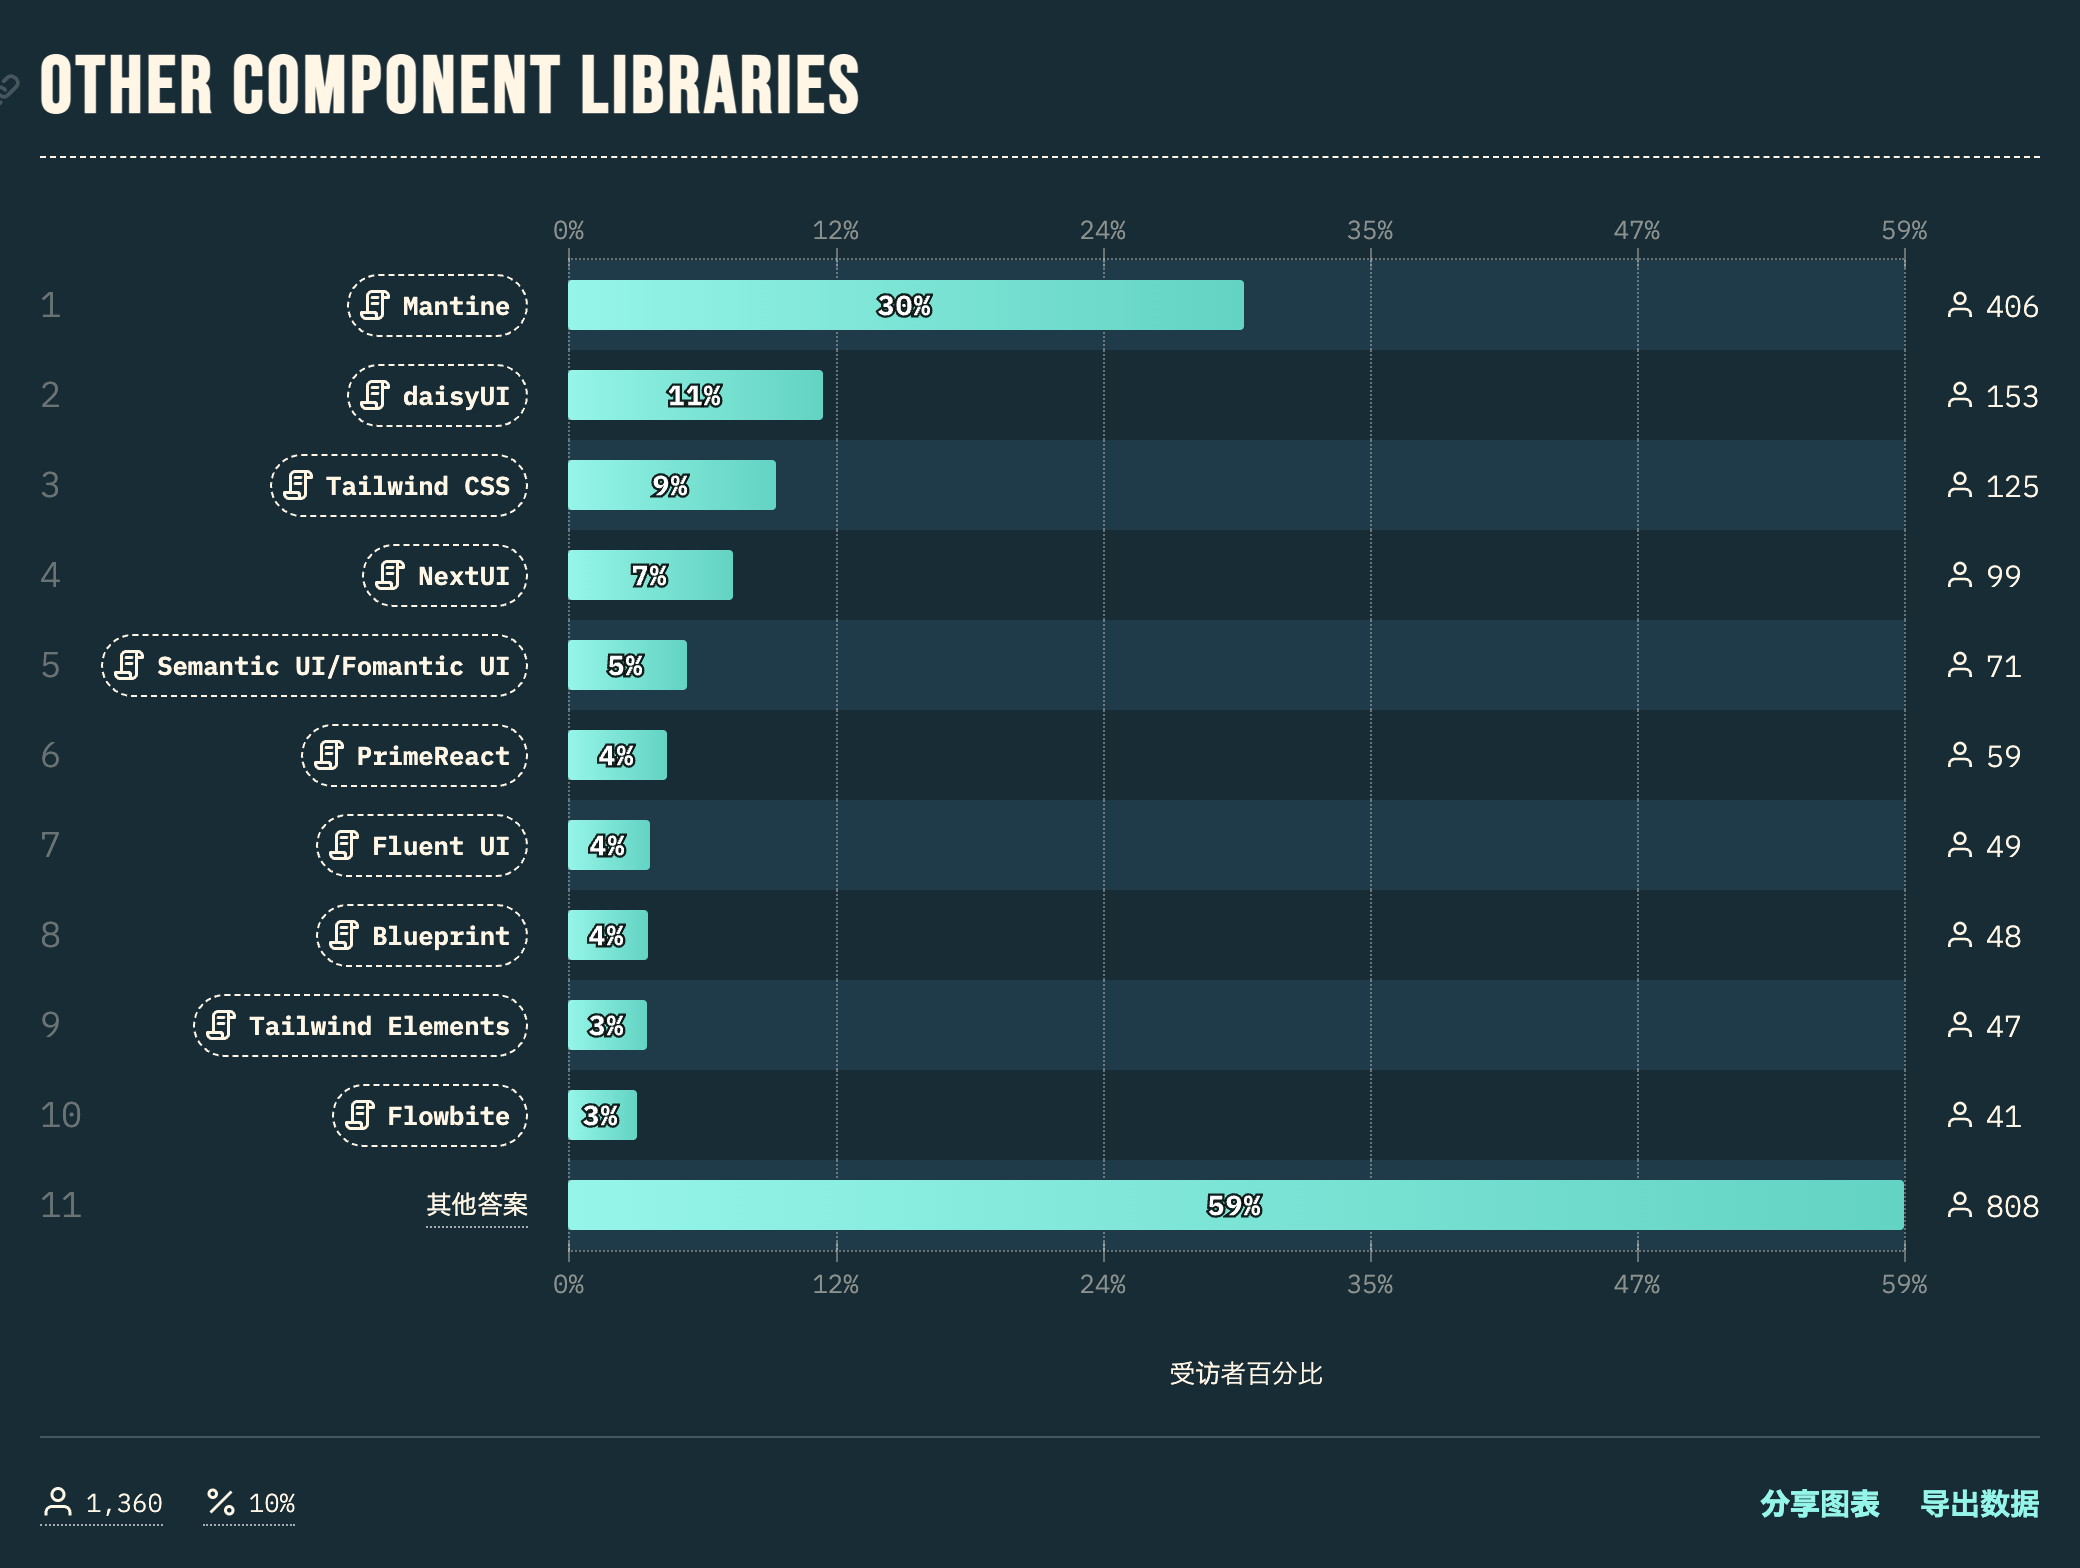 OTHER COMPONENT LIBRARIES
0% 12% 24% 35% 47% 59%
1 Mantine 30% 406
2 daisyUI 11% 153
3 Tailwind CSS 9% 125
4 NextUI 7% 99
5 Semantic UI/Fomantic UI 5% 71
6 PrimeReact 4% 59
7 Fluent UI 4% 49
8 Blueprint 4% 48
9 Tailwind Elements 3% 47
10 Flowbite 3% 41
11 其他答案 59% 808
0% 12% 24% 35% 47% 59%
受访者百分比
1,360 10% 分享图表 导出数据